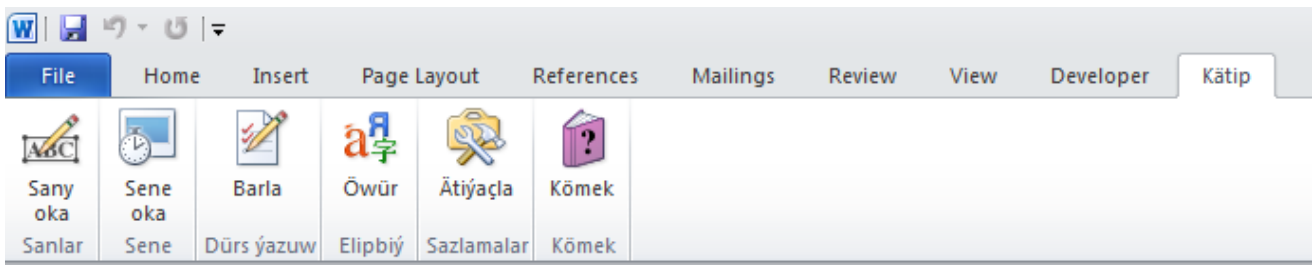 File Home Insert Page Layout References Mailings Review View Developer Kätip
Sany oka
Sene oka
Barla
Öwür
Ätiýaçla
Kömek
Sanlar Sene Dürs ýazuw Elipbiý Sazlamalar Kömek